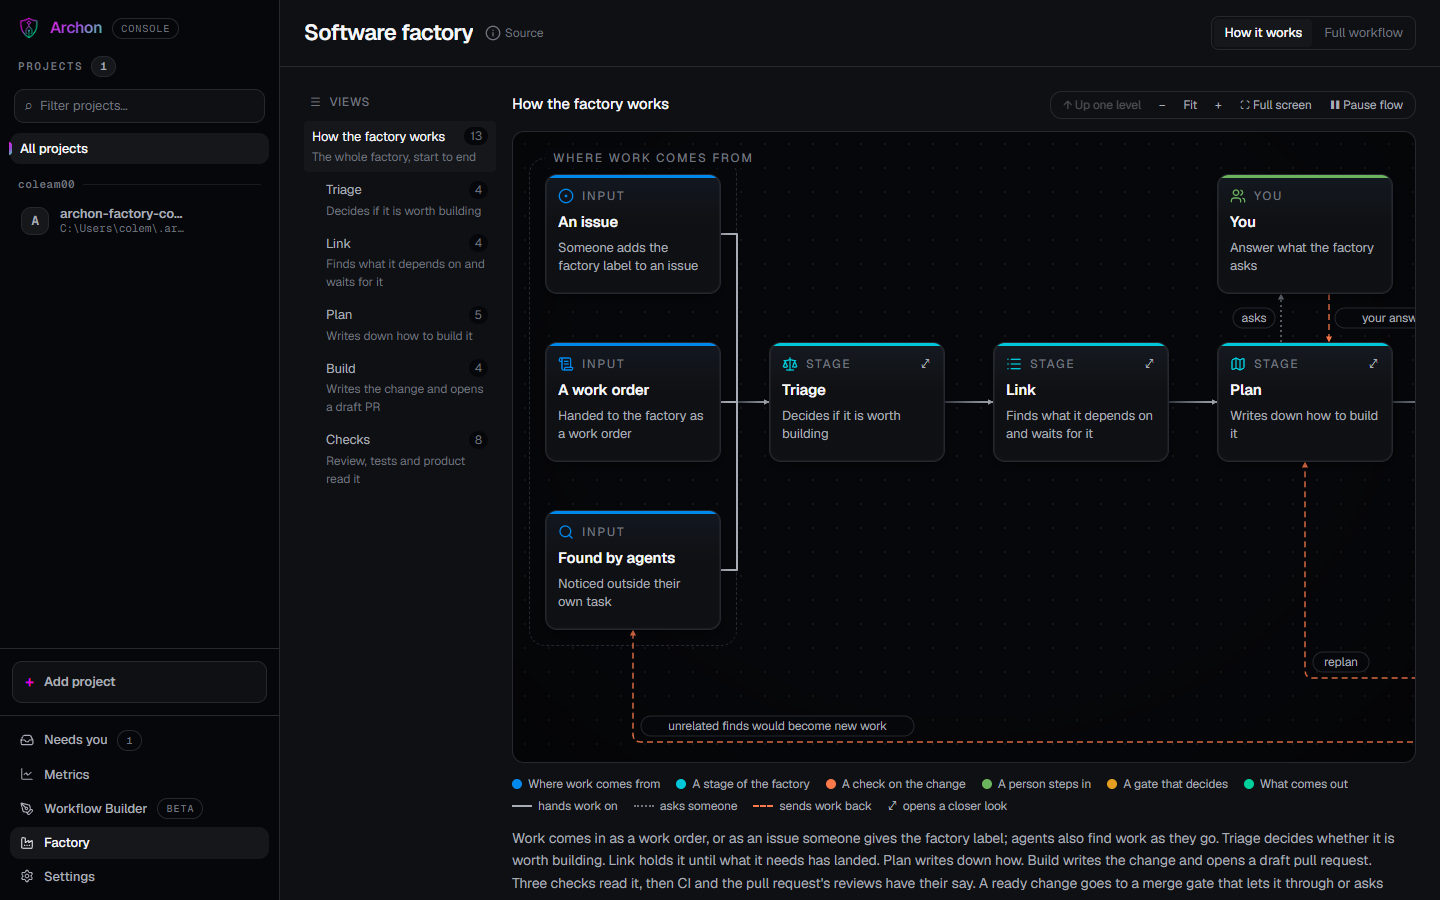 Archon
CONSOLE
PROJECTS 1
Filter projects...
All projects
coleam00
A
archon-factory-co...
C:\Users\colem\.ar...
Add project
Needs you 1
Metrics
Workflow Builder BETA
Factory
Settings
Software factory
Source
How it works
Full workflow
VIEWS
How the factory works 13
The whole factory, start to end
Triage 4
Decides if it is worth building
Link 4
Finds what it depends on and
waits for it
Plan 5
Writes down how to build it
Build 4
Writes the change and opens
a draft PR
Checks 8
Review, tests and product
read it
How the factory works
Up one level
Fit
Full screen
Pause flow
WHERE WORK COMES FROM
INPUT
An issue
Someone adds the
factory label to an issue
YOU
You
Answer what the factory
asks
asks
your answ
INPUT
A work order
Handed to the factory as
a work order
STAGE
Triage
Decides if it is worth
building
STAGE
Link
Finds what it depends on
and waits for it
STAGE
Plan
Writes down how to build
it
INPUT
Found by agents
Noticed outside their
own task
replan
unrelated finds would become new work
Where work comes from
A stage of the factory
A check on the change
A person steps in
A gate that decides
What comes out
hands work on
asks someone
sends work back
opens a closer look
Work comes in as a work order, or as an issue someone gives the factory label; agents also find work as they go. Triage decides whether it is
worth building. Link holds it until what it needs has landed. Plan writes down how. Build writes the change and opens a draft pull request.
Three checks read it, then CI and the pull request's reviews have their say. A ready change goes to a merge gate that lets it through or asks